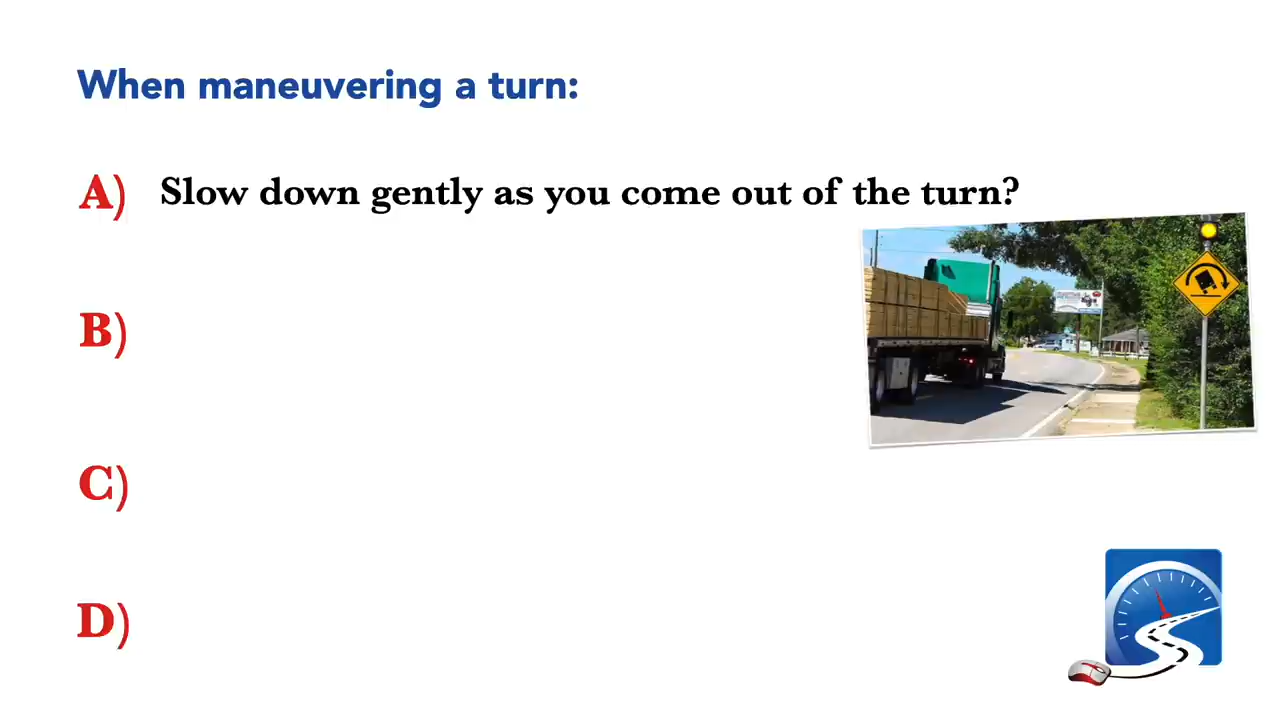 When maneuvering a turn:
A) Slow down gently as you come out of the turn?
B)
C)
D)